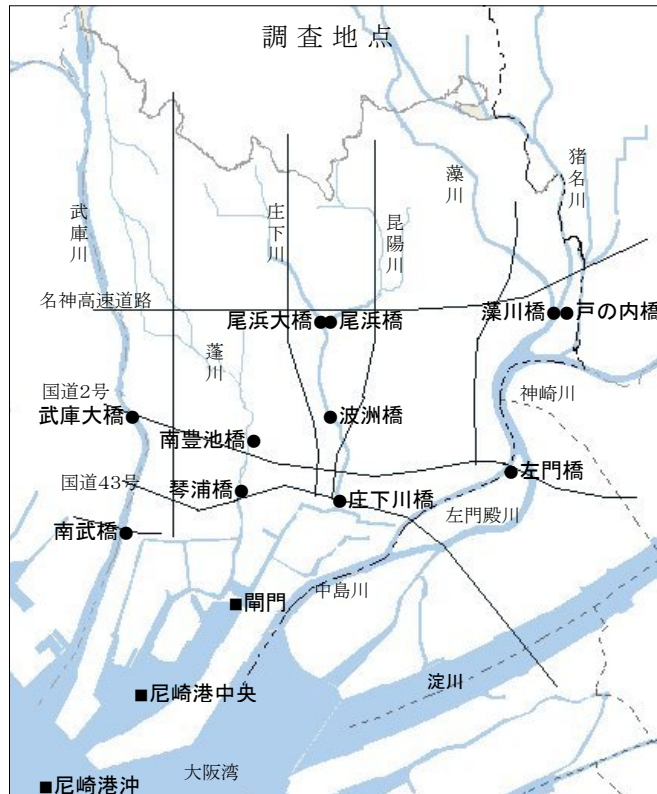 調査地点
猪名川
藻川
武庫川
庄下川
昆陽川
名神高速道路
尾浜大橋
尾浜橋
藻川橋
戸の内橋
蓬川
国道2号
神崎川
武庫大橋
波洲橋
南豊池橋
左門橋
国道43号
琴浦橋
庄下川橋
左門殿川
南武橋
中島川
閘門
淀川
尼崎港中央
大阪湾
尼崎港沖